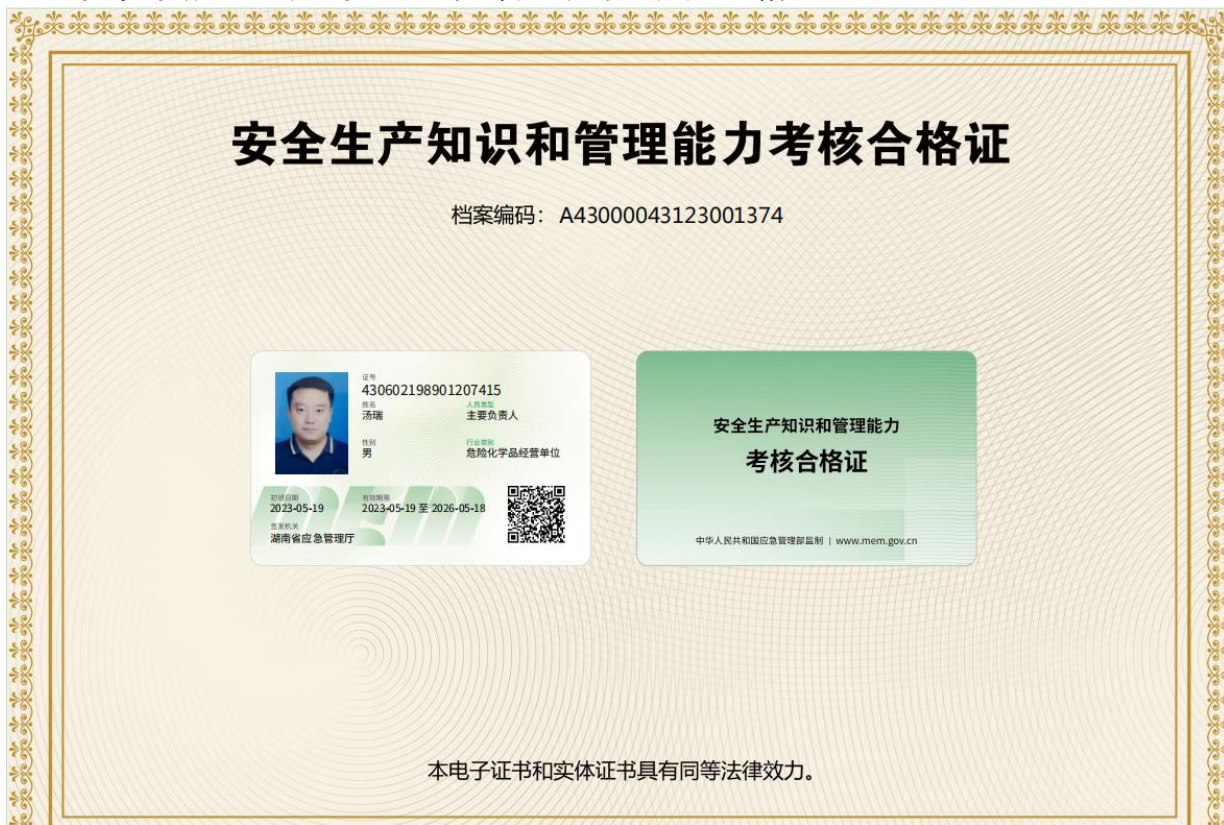 安全生产知识和管理能力考核合格证
档案编码：A43000043123001374
证号
430602198901207415
姓名 人员类型
汤瑞 主要负责人
性别 行业类别
男 危险化学品经营单位
初领日期 有效期限
2023-05-19 2023-05-19 至 2026-05-18
签发机关
湖南省应急管理厅
安全生产知识和管理能力
考核合格证
中华人民共和国应急管理部监制 | www.mem.gov.cn
本电子证书和实体证书具有同等法律效力。